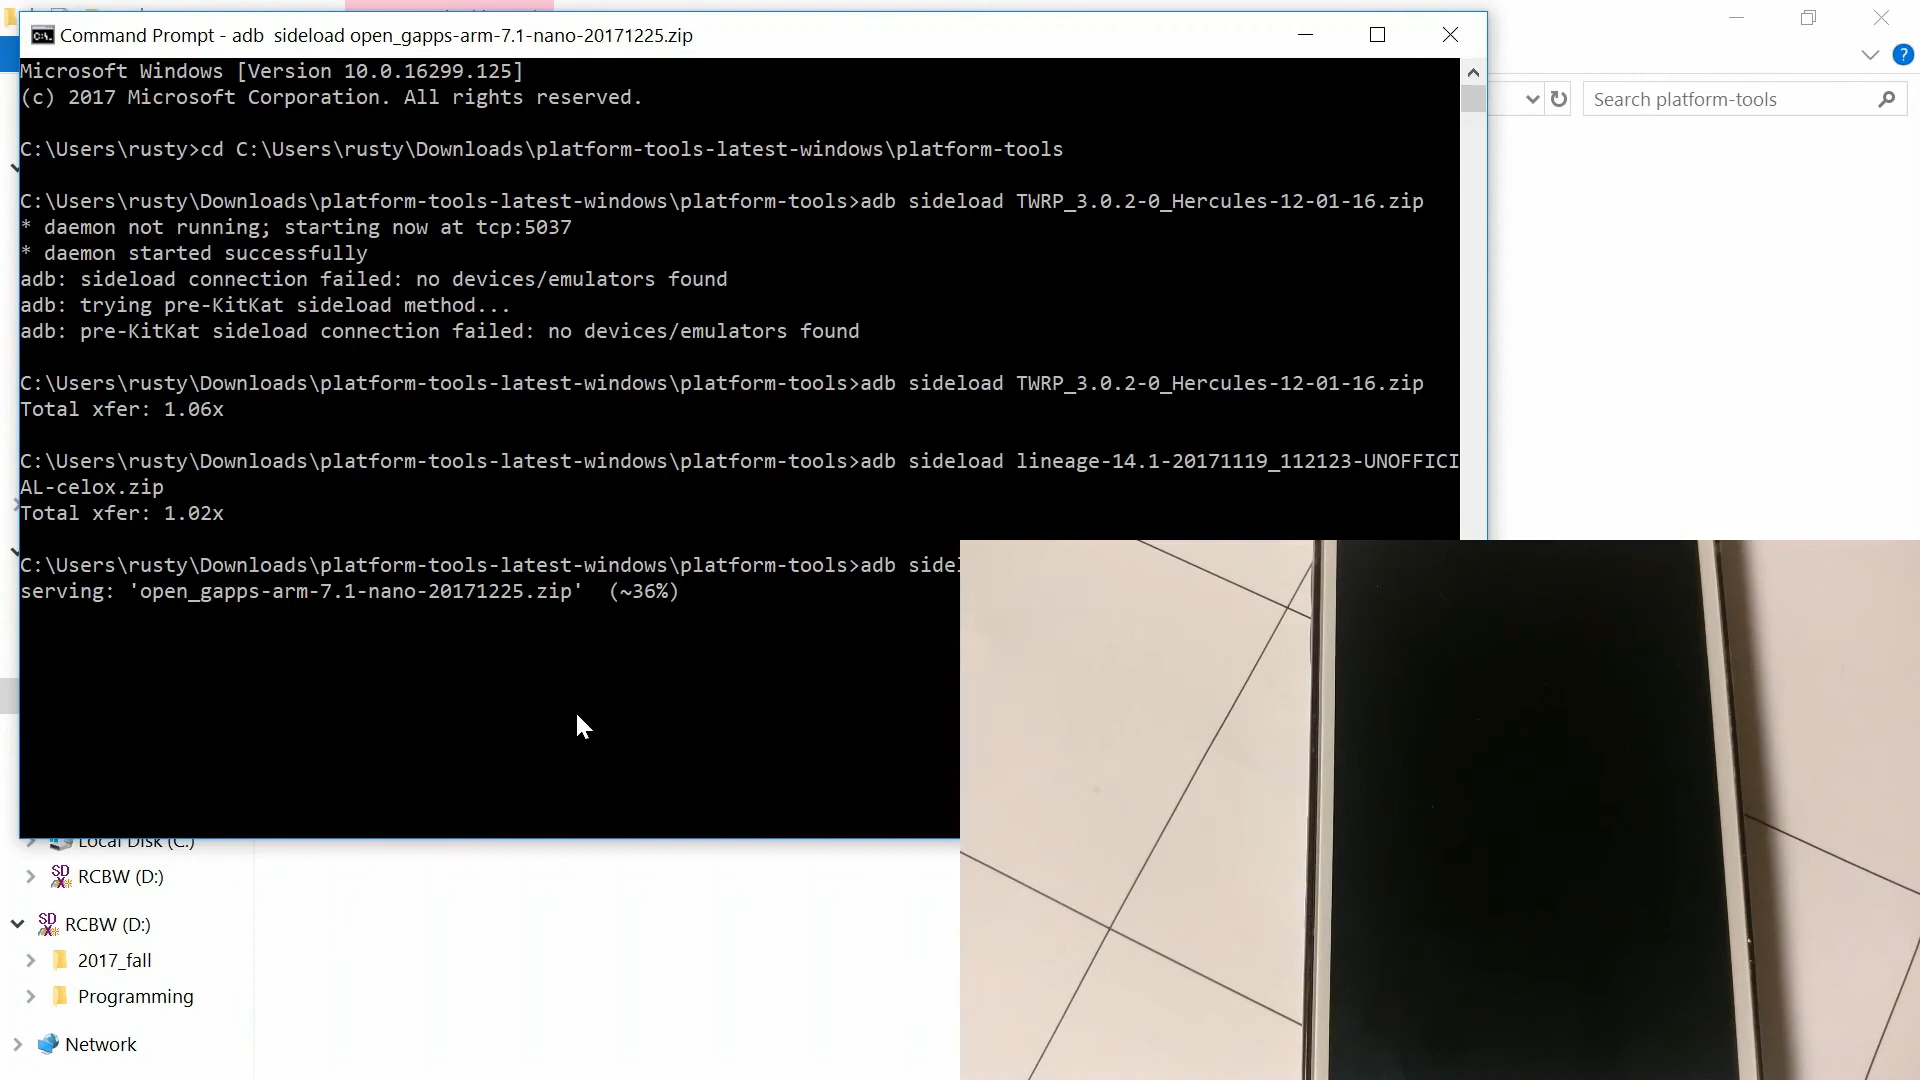 Command Prompt - adb  sideload open_gapps-arm-7.1-nano-20171225.zip
Microsoft Windows [Version 10.0.16299.125]
(c) 2017 Microsoft Corporation. All rights reserved.
Search platform-tools
C:\Users\rusty>cd C:\Users\rusty\Downloads\platform-tools-latest-windows\platform-tools
C:\Users\rusty\Downloads\platform-tools-latest-windows\platform-tools>adb sideload TWRP_3.0.2-0_Hercules-12-01-16.zip
* daemon not running; starting now at tcp:5037
* daemon started successfully
adb: sideload connection failed: no devices/emulators found
adb: trying pre-KitKat sideload method...
adb: pre-KitKat sideload connection failed: no devices/emulators found
C:\Users\rusty\Downloads\platform-tools-latest-windows\platform-tools>adb sideload TWRP_3.0.2-0_Hercules-12-01-16.zip
Total xfer: 1.06x
C:\Users\rusty\Downloads\platform-tools-latest-windows\platform-tools>adb sideload lineage-14.1-20171119_112123-UNOFFICI
AL-celox.zip
Total xfer: 1.02x
C:\Users\rusty\Downloads\platform-tools-latest-windows\platform-tools>adb sidel
serving: 'open_gapps-arm-7.1-nano-20171225.zip'  (~36%)
Local Disk (C:)
RCBW (D:)
RCBW (D:)
2017_fall
Programming
Network